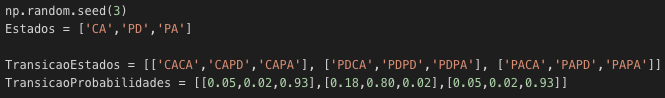 np.random.seed(3)
Estados = ['CA','PD','PA']
TransicaoEstados = [['CACA','CAPD','CAPA'], ['PDCA','PDPD','PDPA'], ['PACA','PAPD','PAPA']]
TransicaoProbabilidades = [[0.05,0.02,0.93],[0.18,0.80,0.02],[0.05,0.02,0.93]]